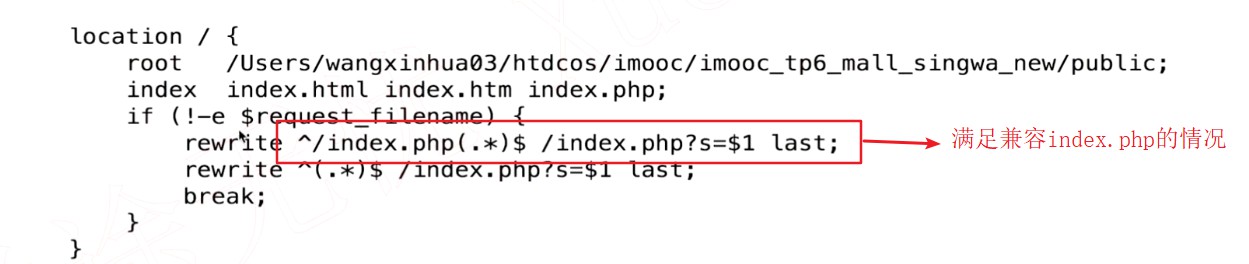 location / {
root /Users/wangxinhua03/htdcos/imooc/imooc_tp6_mall_singwa_new/public;
index index.html index.htm index.php;
if (!-e $request_filename) {
rewrite ^/index.php(.*)$ /index.php?s=$1 last;
满足兼容index.php的情况
rewrite ^(.*)$ /index.php?s=$1 last;
break;
}
}